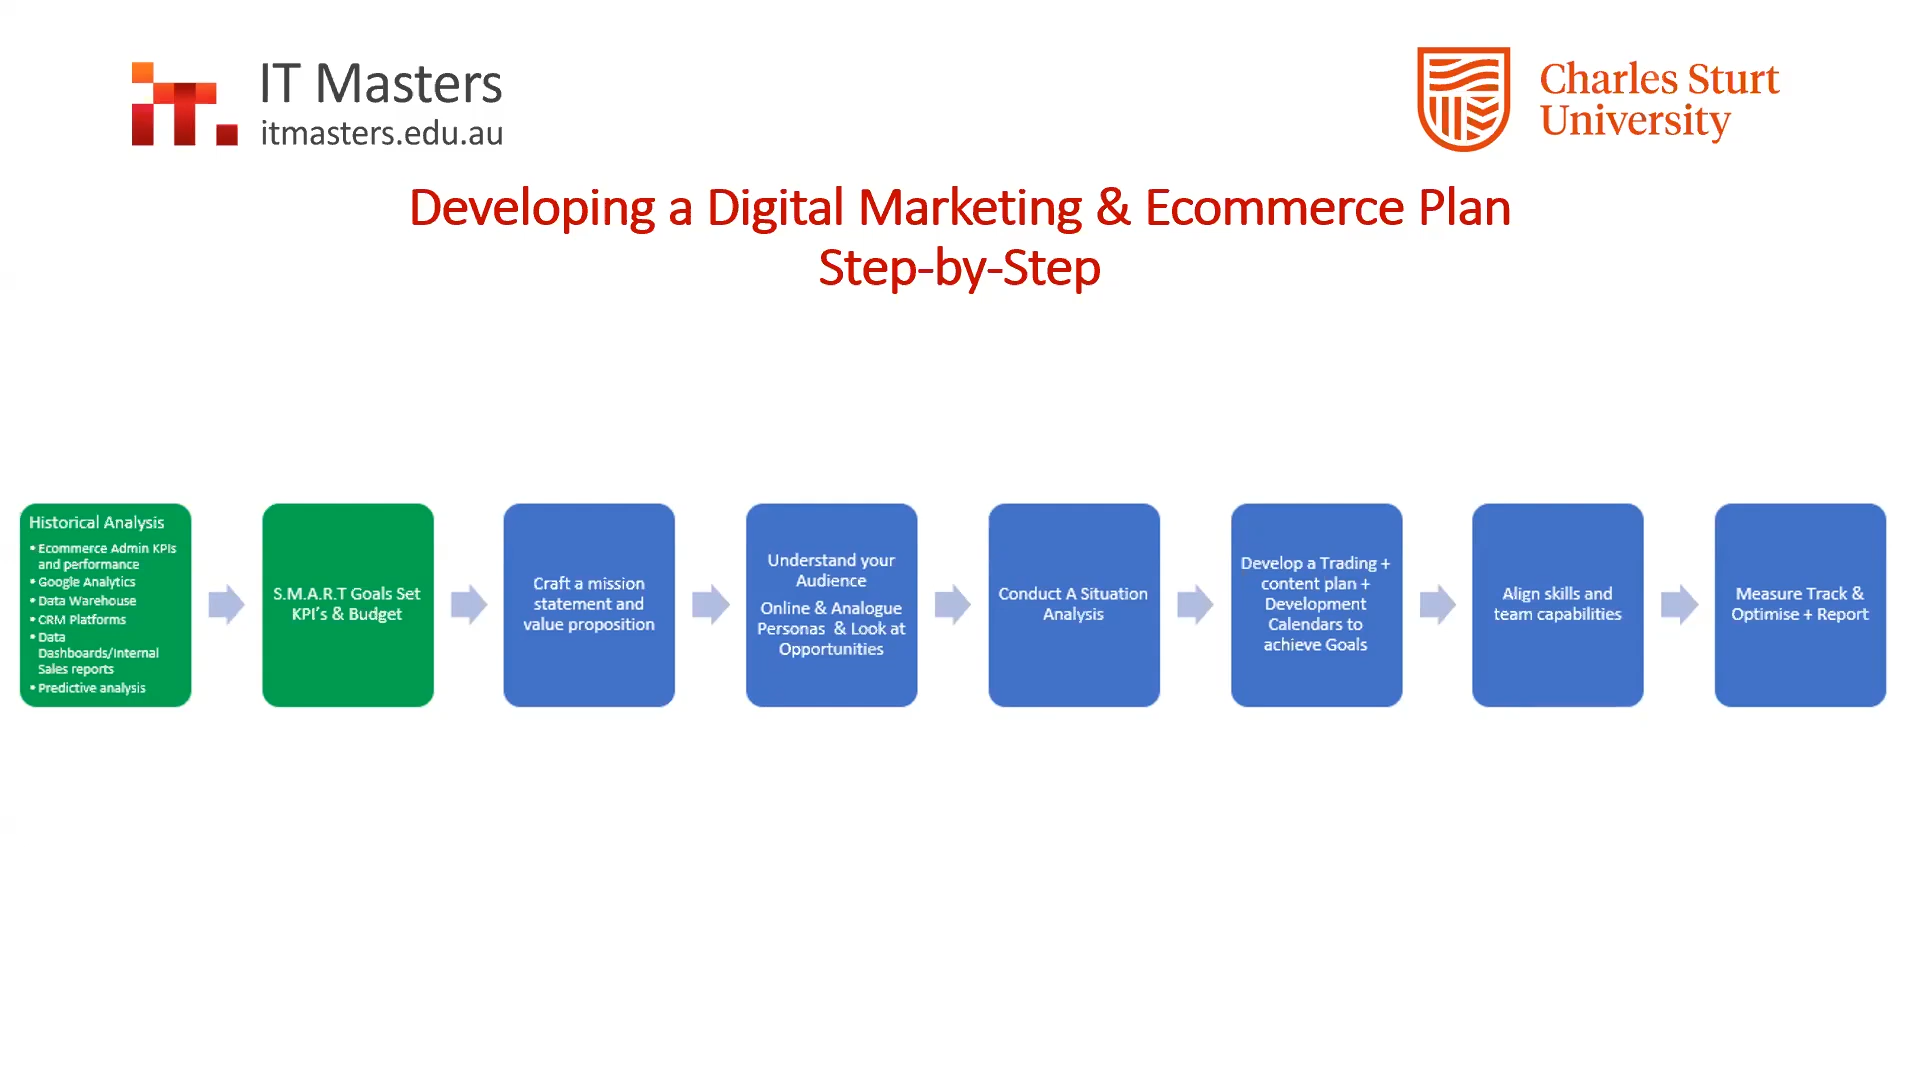 IT Masters
itmasters.edu.au
Charles Sturt
University
Developing a Digital Marketing & Ecommerce Plan
Step-by-Step
Historical Analysis
• Ecommerce Admin KPIs
and performance
• Google Analytics
• Data Warehouse
• CRM Platforms
• Data
Dashboards/Internal
Sales reports
• Predictive analysis
S.M.A.R.T Goals Set
KPI's & Budget
Craft a mission
statement and
value proposition
Understand your
Audience
Online & Analogue
Personas & Look at
Opportunities
Conduct A Situation
Analysis
Develop a Trading +
content plan +
Development
Calendars to
achieve Goals
Align skills and
team capabilities
Measure Track &
Optimise + Report